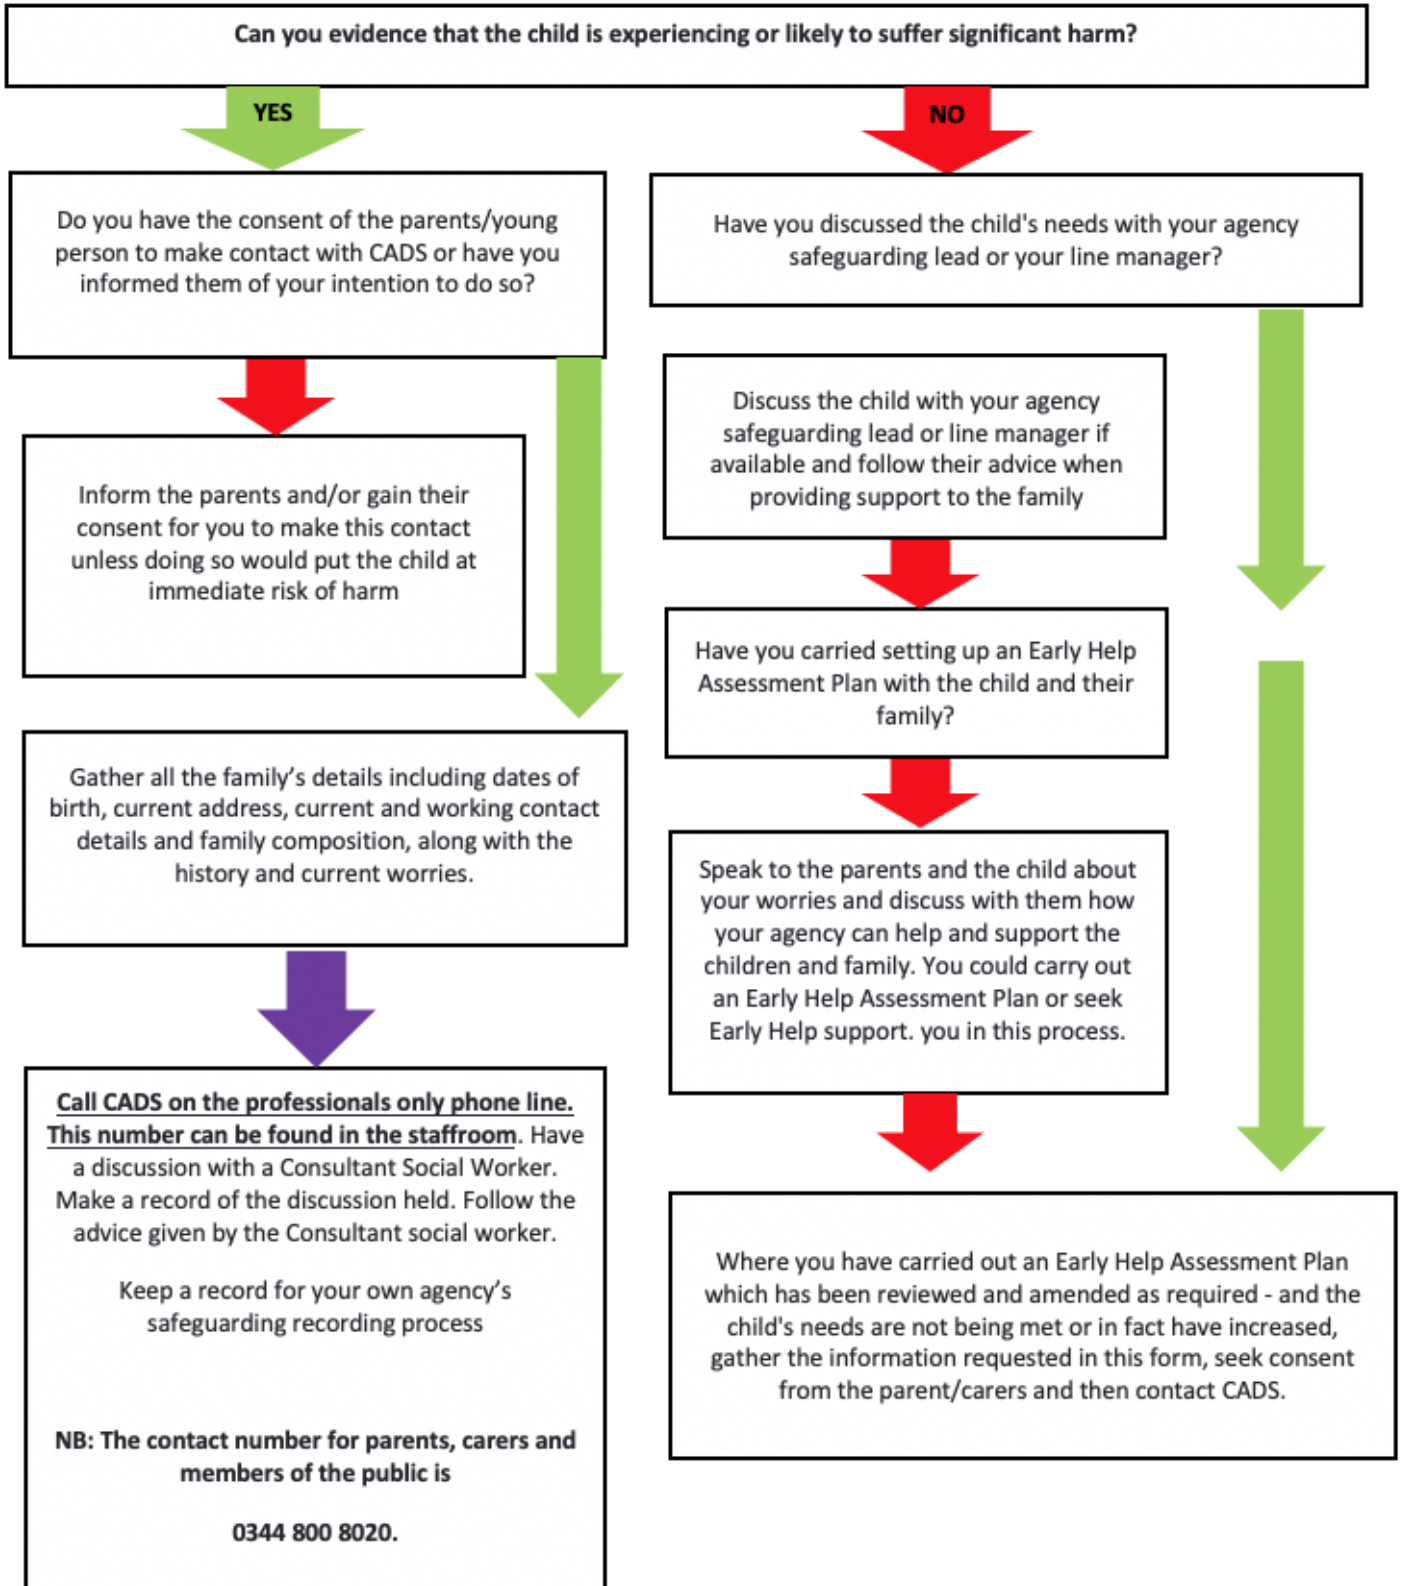 Can you evidence that the child is experiencing or likely to suffer significant harm?
YES
NO
Do you have the consent of the parents/young
person to make contact with CADS or have you
informed them of your intention to do so?
Have you discussed the child's needs with your agency
safeguarding lead or your line manager?
Discuss the child with your agency
safeguarding lead or line manager if
available and follow their advice when
providing support to the family
Inform the parents and/or gain their
consent for you to make this contact
unless doing so would put the child at
immediate risk of harm
Have you carried setting up an Early Help
Assessment Plan with the child and their
family?
Gather all the family’s details including dates of
birth, current address, current and working contact
details and family composition, along with the
history and current worries.
Speak to the parents and the child about
your worries and discuss with them how
your agency can help and support the
children and family. You could carry out
an Early Help Assessment Plan or seek
Early Help support. you in this process.
Call CADS on the professionals only phone line.
This number can be found in the staffroom. Have
a discussion with a Consultant Social Worker.
Make a record of the discussion held. Follow the
advice given by the Consultant social worker.
Keep a record for your own agency’s
safeguarding recording process
NB: The contact number for parents, carers and
members of the public is
0344 800 8020.
Where you have carried out an Early Help Assessment Plan
which has been reviewed and amended as required - and the
child's needs are not being met or in fact have increased,
gather the information requested in this form, seek consent
from the parent/carers and then contact CADS.